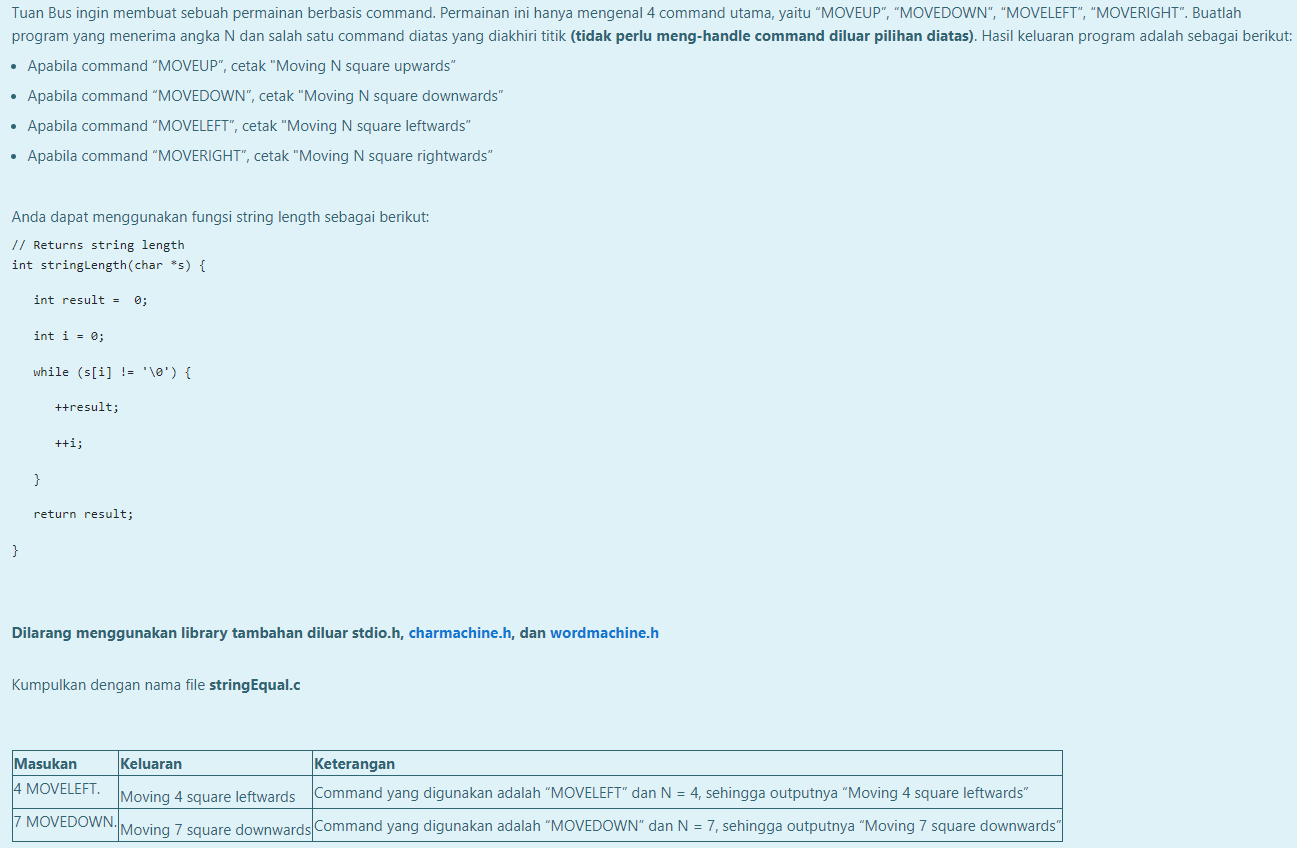 Tuan Bus ingin membuat sebuah permainan berbasis command. Permainan ini hanya mengenal 4 command utama, yaitu “MOVEUP”, “MOVEDOWN”, “MOVELEFT”, “MOVERIGHT”. Buatlah
program yang menerima angka N dan salah satu command diatas yang diakhiri titik (tidak perlu meng-handle command diluar pilihan diatas). Hasil keluaran program adalah sebagai berikut:
• Apabila command “MOVEUP”, cetak "Moving N square upwards”
• Apabila command “MOVEDOWN”, cetak "Moving N square downwards”
• Apabila command “MOVELEFT”, cetak "Moving N square leftwards”
• Apabila command “MOVERIGHT”, cetak "Moving N square rightwards”
Anda dapat menggunakan fungsi string length sebagai berikut:
// Returns string length
int stringLength(char *s) {
int result =  0;
int i = 0;
while (s[i] != '\0') {
++result;
++i;
}
return result;
}
Dilarang menggunakan library tambahan diluar stdio.h, charmachine.h, dan wordmachine.h
Kumpulkan dengan nama file stringEqual.c
Masukan Keluaran Keterangan
4 MOVELEFT. Moving 4 square leftwards Command yang digunakan adalah “MOVELEFT” dan N = 4, sehingga outputnya “Moving 4 square leftwards”
7 MOVEDOWN. Moving 7 square downwards Command yang digunakan adalah “MOVEDOWN” dan N = 7, sehingga outputnya “Moving 7 square downwards”